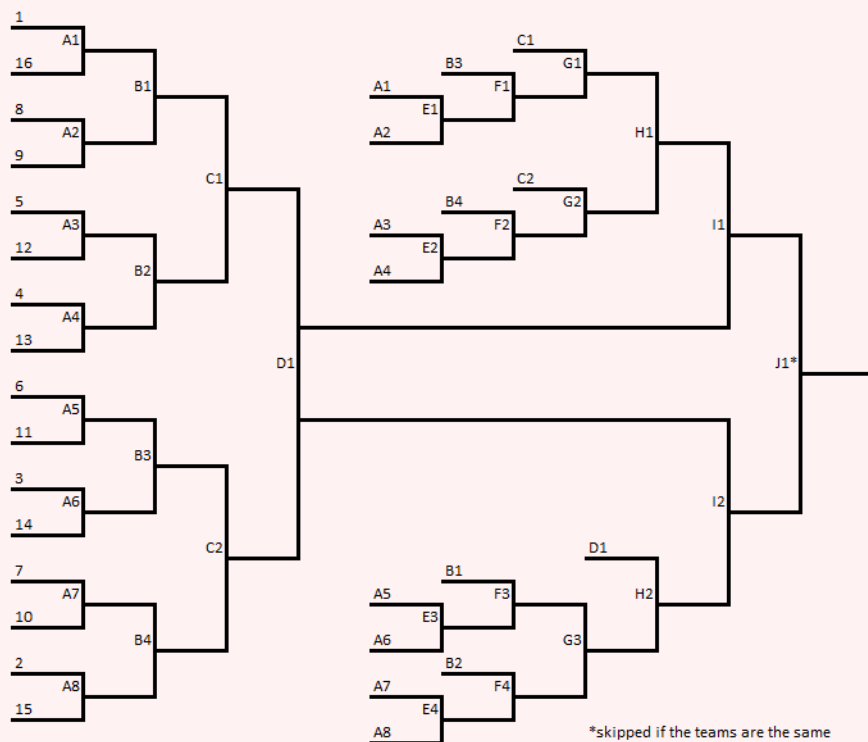 1
A1
16
B1
8
A2
9
C1
5
A3
12
B2
4
A4
13
D1
6
A5
11
B3
3
A6
14
C2
7
A7
10
B4
2
A8
15
C1
G1
B3
F1
A1
E1
A2
H1
C2
G2
B4
F2
A3
E2
A4
I1
J1*
I2
D1
H2
B1
F3
A5
E3
A6
G3
B2
F4
A7
E4
A8
*skipped if the teams are the same